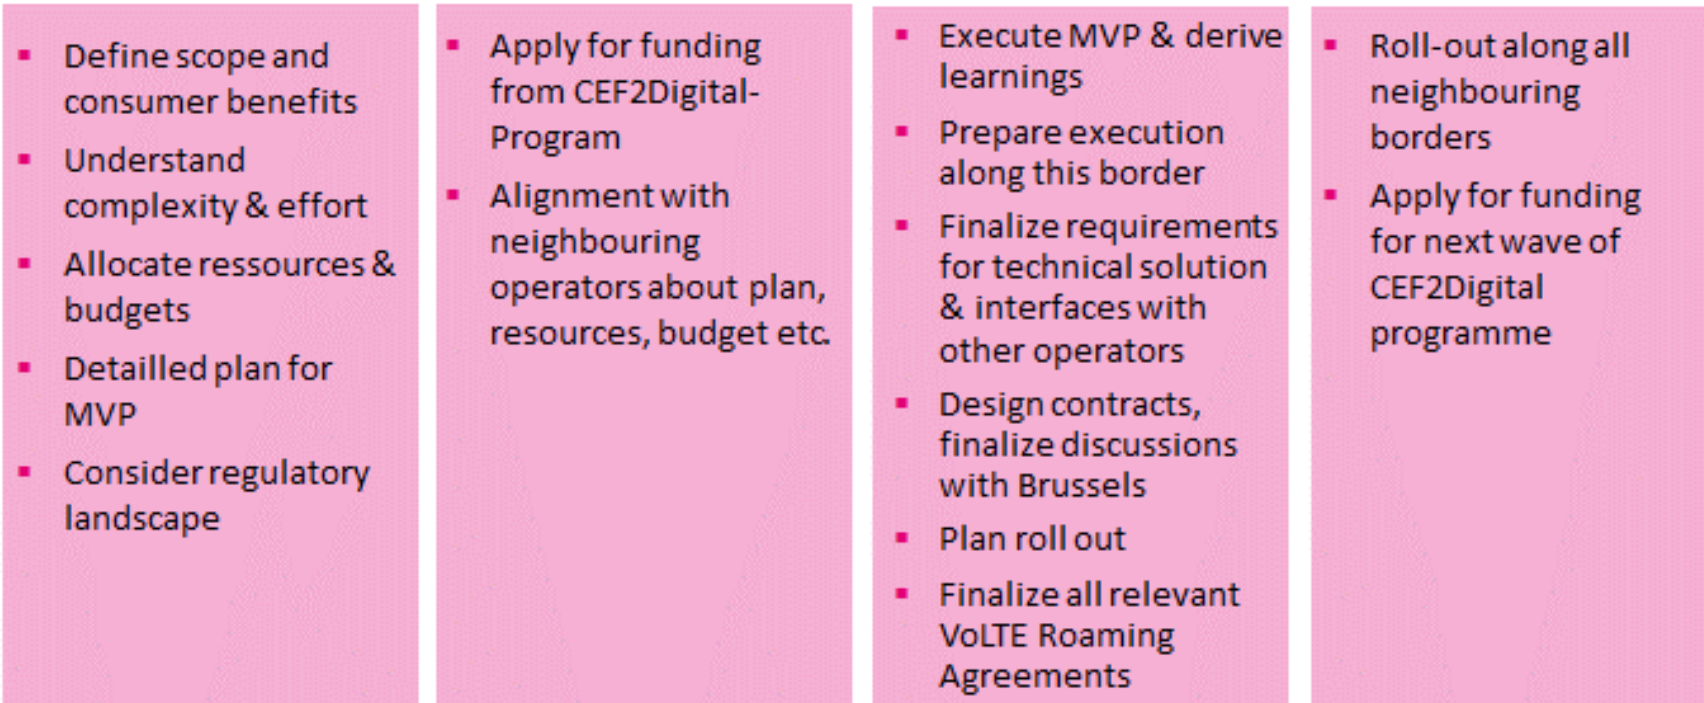 Define scope and
consumer benefits
Understand
complexity & effort
Allocate ressources &
budgets
Detailled plan for
MVP
Consider regulatory
landscape
Apply for funding
from CEF2Digital-
Program
Alignment with
neighbouring
operators about plan,
resources, budget etc.
Execute MVP & derive
learnings
Prepare execution
along this border
Finalize requirements
for technical solution
& interfaces with
other operators
Design contracts,
finalize discussions
with Brussels
Plan roll out
Finalize all relevant
VoLTE Roaming
Agreements
Roll-out along all
neighbouring
borders
Apply for funding
for next wave of
CEF2Digital
programme